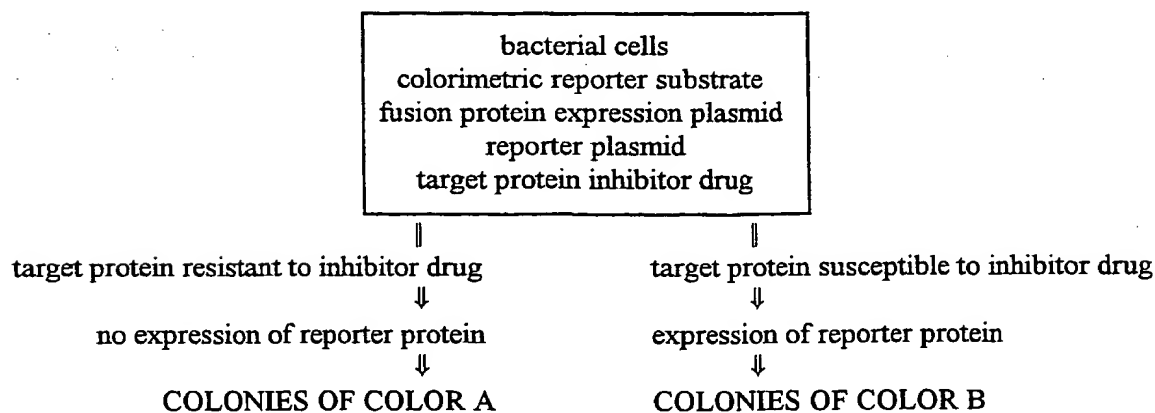 bacterial cells
colorimetric reporter substrate
fusion protein expression plasmid
reporter plasmid
target protein inhibitor drug
target protein resistant to inhibitor drug
target protein susceptible to inhibitor drug
no expression of reporter protein
expression of reporter protein
COLONIES OF COLOR A
COLONIES OF COLOR B